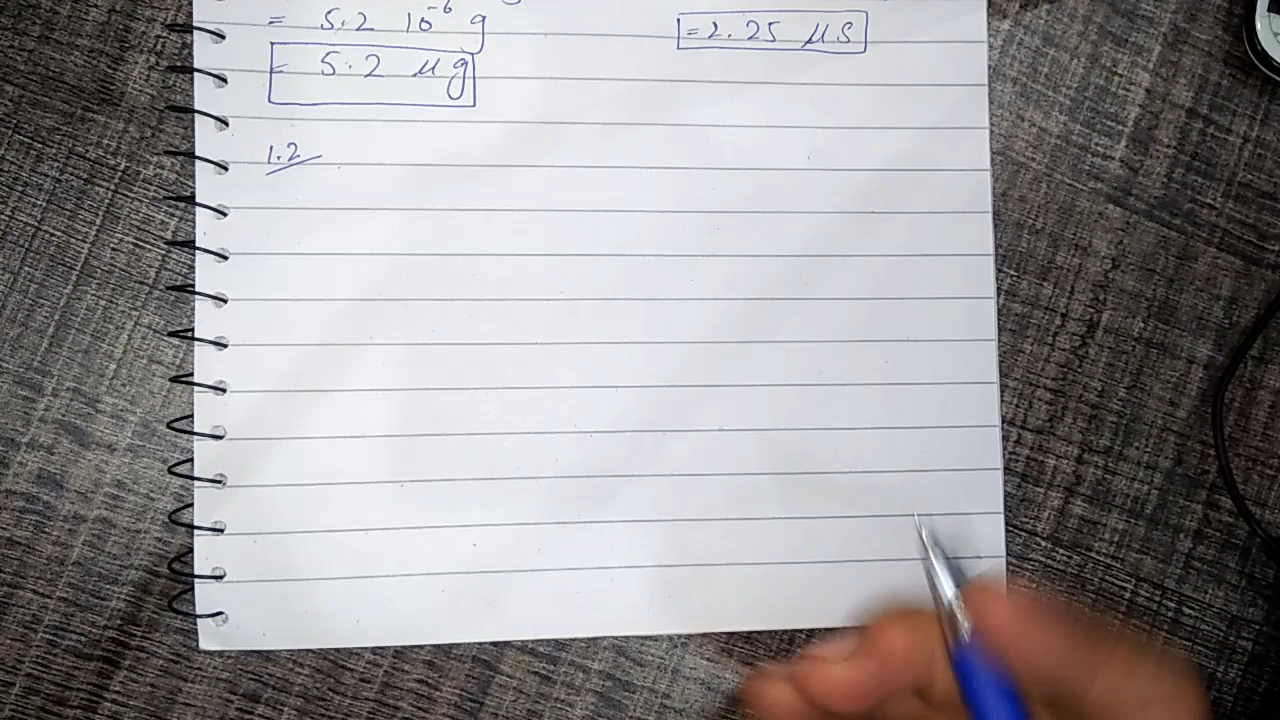 = 5.2 10⁻⁶ g
= 5.2 μg
= 2.25 μs
1.2